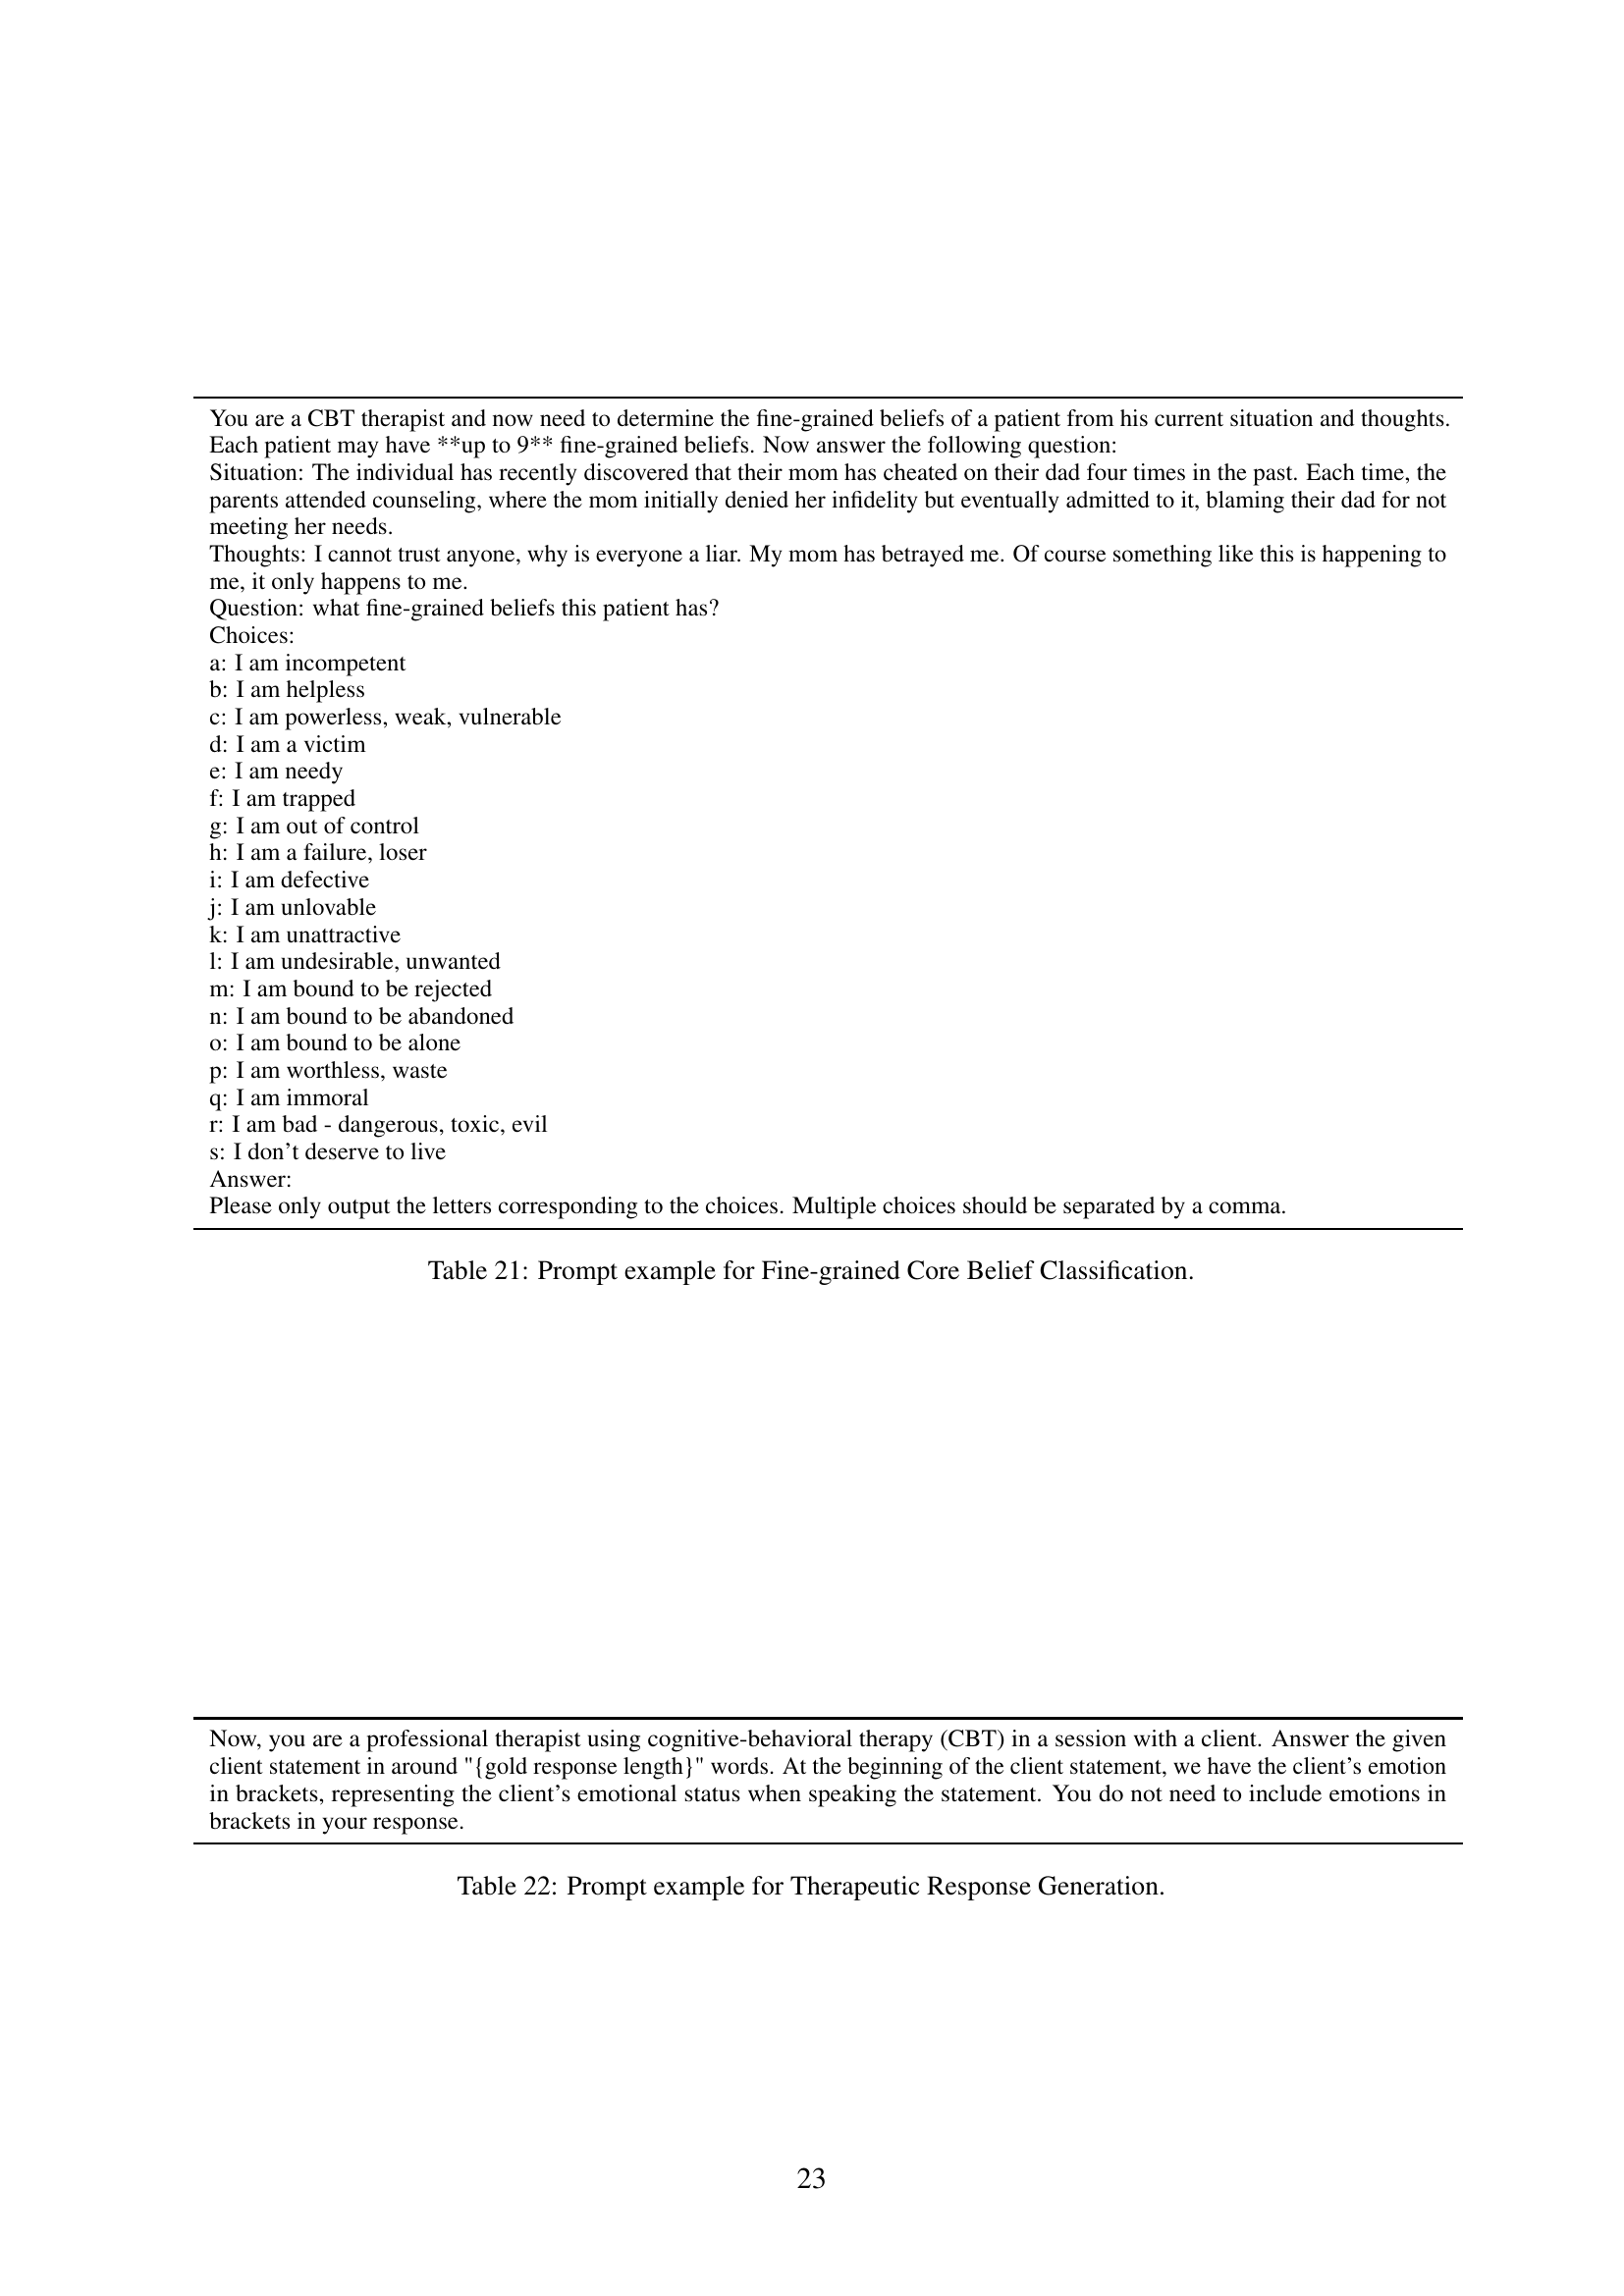 You are a CBT therapist and now need to determine the fine-grained beliefs of a patient from his current situation and thoughts.
Each patient may have **up to 9** fine-grained beliefs. Now answer the following question:
Situation: The individual has recently discovered that their mom has cheated on their dad four times in the past. Each time, the
parents attended counseling, where the mom initially denied her infidelity but eventually admitted to it, blaming their dad for not
meeting her needs.
Thoughts: I cannot trust anyone, why is everyone a liar. My mom has betrayed me. Of course something like this is happening to
me, it only happens to me.
Question: what fine-grained beliefs this patient has?
Choices:
a: I am incompetent
b: I am helpless
c: I am powerless, weak, vulnerable
d: I am a victim
e: I am needy
f: I am trapped
g: I am out of control
h: I am a failure, loser
i: I am defective
j: I am unlovable
k: I am unattractive
l: I am undesirable, unwanted
m: I am bound to be rejected
n: I am bound to be abandoned
o: I am bound to be alone
p: I am worthless, waste
q: I am immoral
r: I am bad - dangerous, toxic, evil
s: I don't deserve to live
Answer:
Please only output the letters corresponding to the choices. Multiple choices should be separated by a comma.
Table 21: Prompt example for Fine-grained Core Belief Classification.
Now, you are a professional therapist using cognitive-behavioral therapy (CBT) in a session with a client. Answer the given
client statement in around "{gold response length}" words. At the beginning of the client statement, we have the client's emotion
in brackets, representing the client's emotional status when speaking the statement. You do not need to include emotions in
brackets in your response.
Table 22: Prompt example for Therapeutic Response Generation.
23